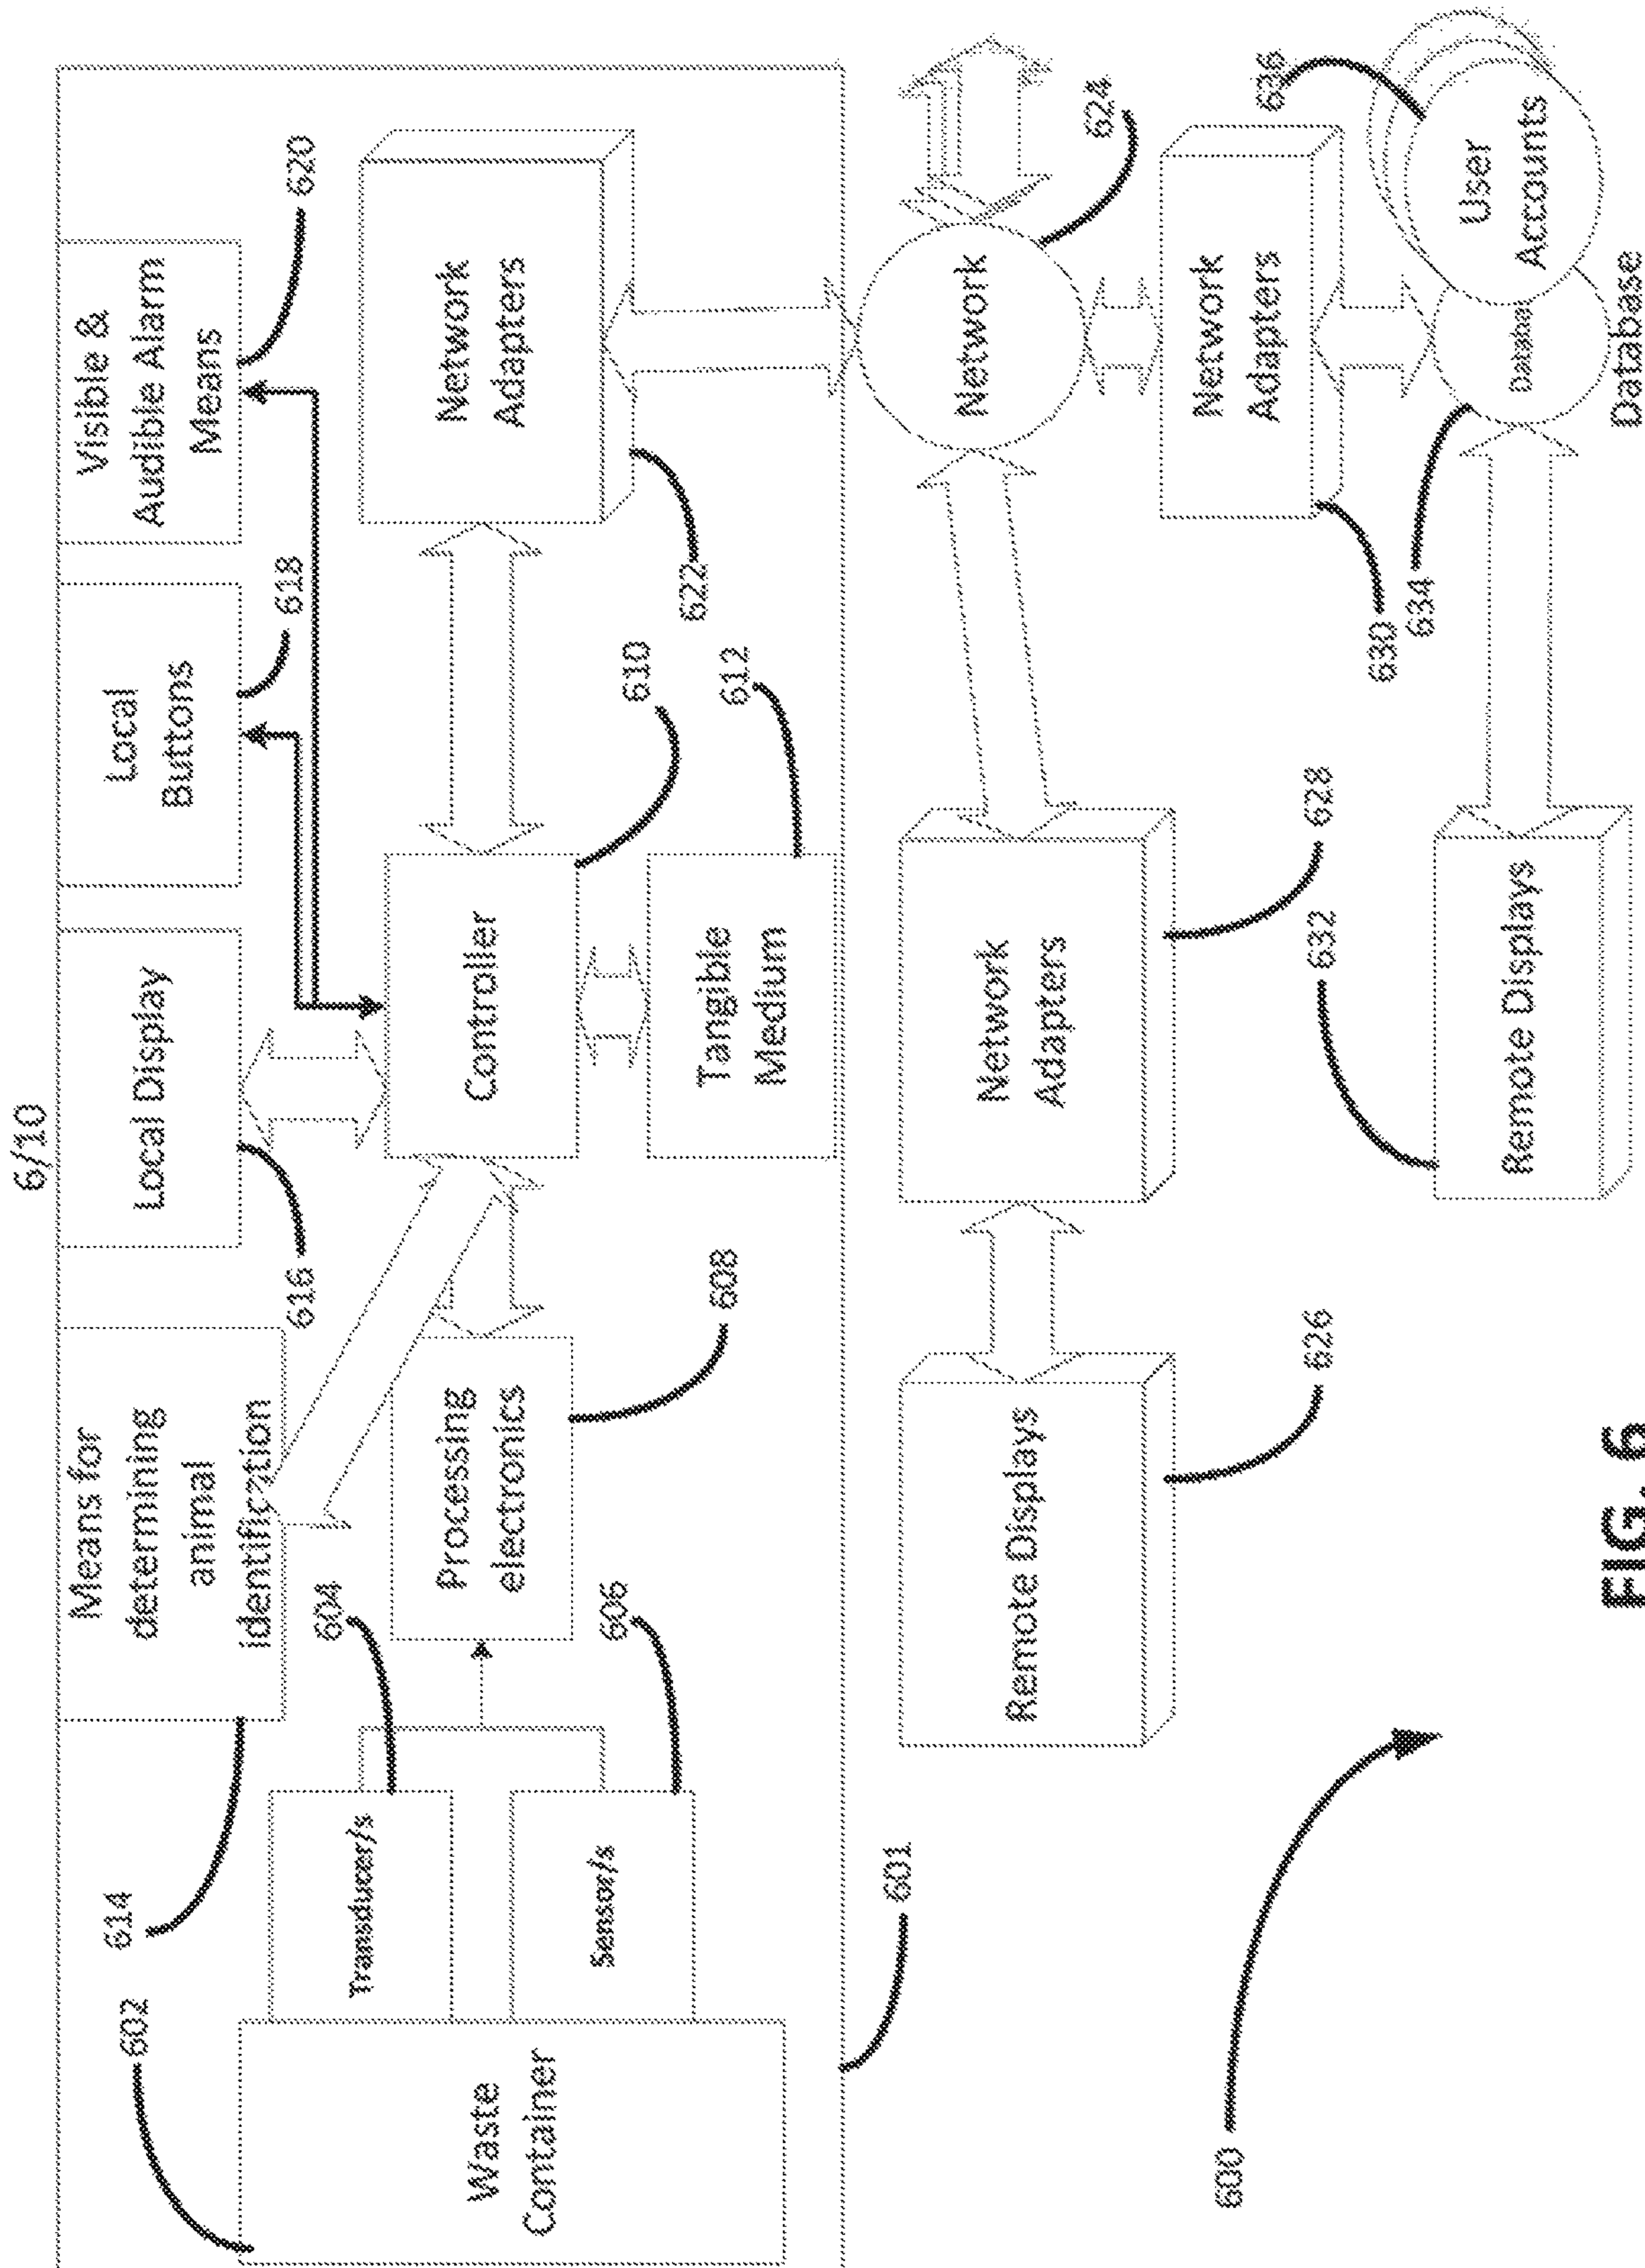 6/10
602
614
Means for
determining
animal
identification
616
Local Display
Local
Buttons
618
Visible &
Audible Alarm
Means
620
Waste
Container
Transducer/s
604
Sensor/s
606
Processing
electronics
608
Controller
610
Tangible
Medium
612
Network
Adapters
622
601
Remote Displays
626
Network
Adapters
628
Network
624
Network
Adapters
630
636
User
Accounts
Databa
Database
634
632
Remote Displays
600
FIG. 6